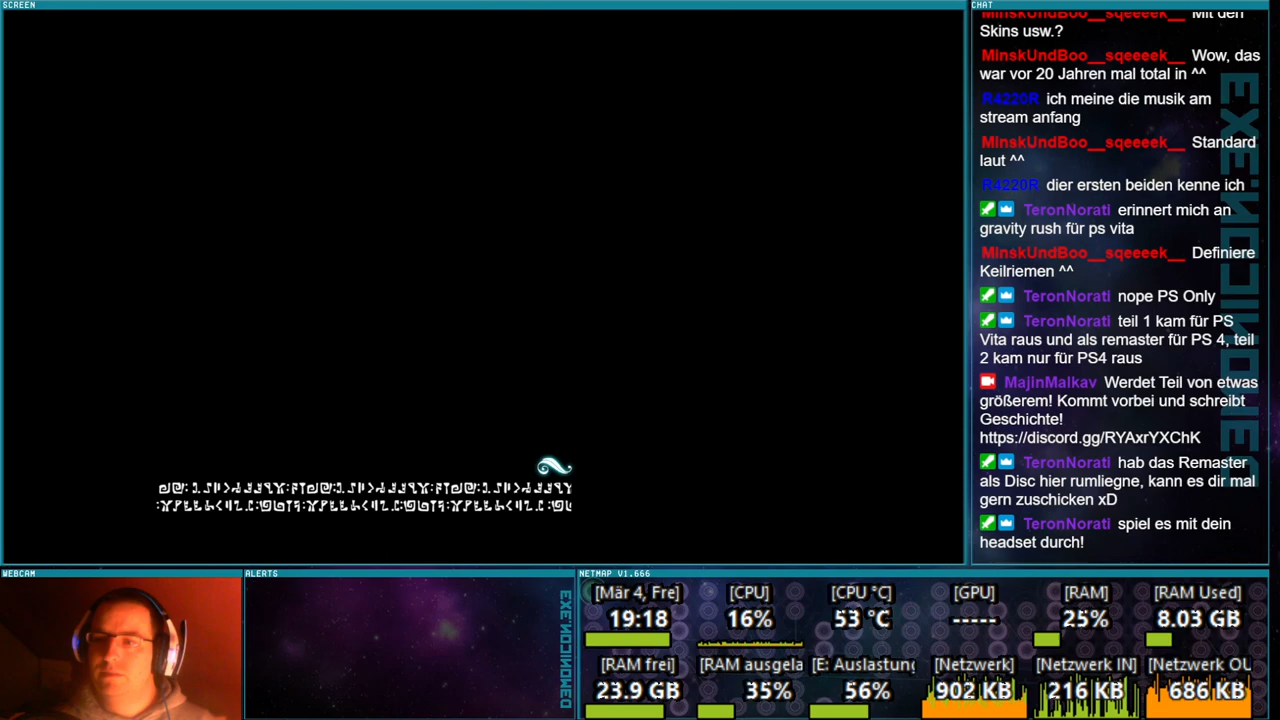 SCREEN
CHAT
MinskUndBoo__sqeeeek__ Mit den
Skins usw.?
MinskUndBoo__sqeeeek__ Wow, das
war vor 20 Jahren mal total in ^^
R4220R ich meine die musik am
stream anfang
MinskUndBoo__sqeeeek__ Standard
laut ^^
R4220R dier ersten beiden kenne ich
TeronNorati erinnert mich an
gravity rush für ps vita
MinskUndBoo__sqeeeek__ Definiere
Keilriemen ^^
TeronNorati nope PS Only
TeronNorati teil 1 kam für PS
Vita raus und als remaster für PS 4, teil
2 kam nur für PS4 raus
MajinMalkav Werdet Teil von etwas
größerem! Kommt vorbei und schreibt
Geschichte!
https://discord.gg/RYAxrYXChK
TeronNorati hab das Remaster
als Disc hier rumliegne, kann es dir mal
gern zuschicken xD
TeronNorati spiel es mit dein
headset durch!
WEBCAM
ALERTS
NETMAP V1.666
[Mär 4, Fre] [CPU] [CPU °C] [GPU] [RAM] [RAM Used]
19:18 16% 53 °C ----- 25% 8.03 GB
[RAM frei] [RAM ausgela [E: Auslastung [Netzwerk] [Netzwerk IN] [Netzwerk OU
23.9 GB 35% 56% 902 KB 216 KB 686 KB